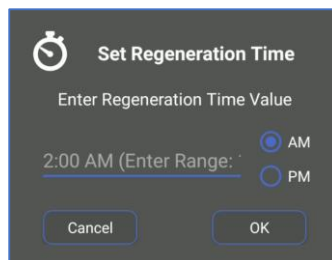 Set Regeneration Time
Enter Regeneration Time Value
AM
2:00 AM (Enter Range:
PM
Cancel
OK